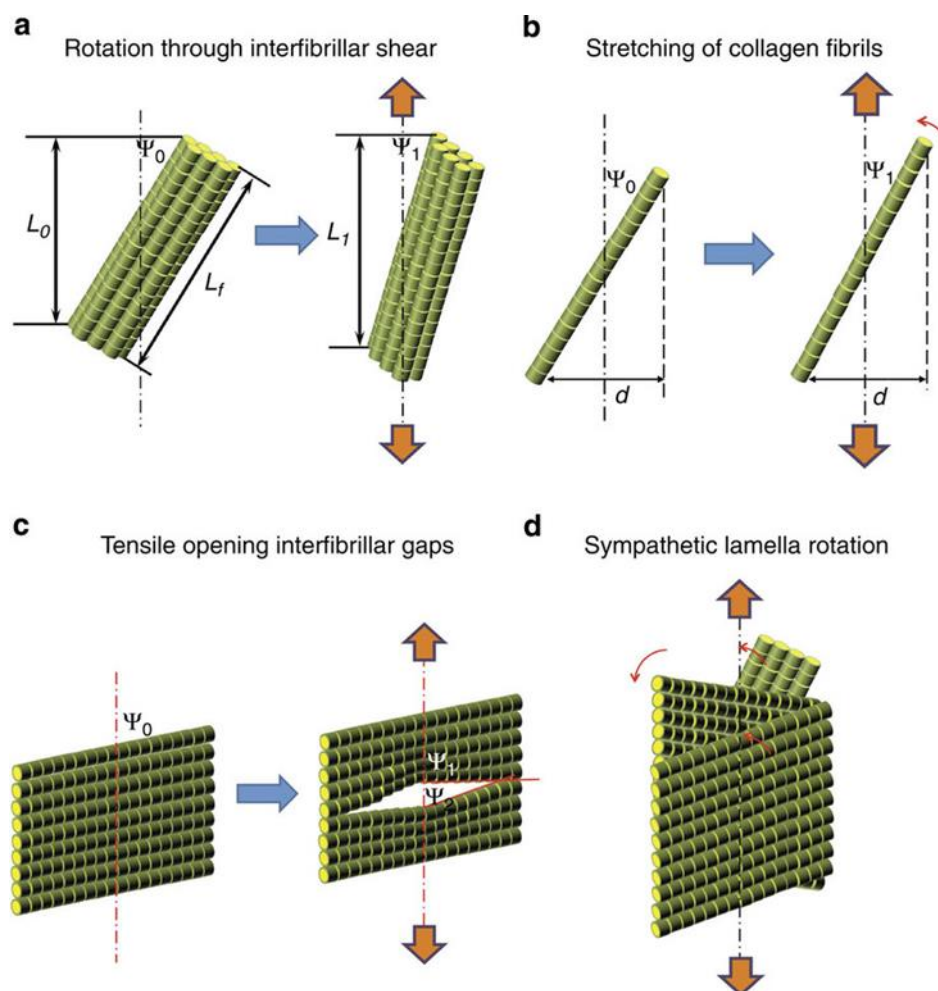 a
Rotation through interfibrillar shear
Ψ0
L0
Lf
Ψ1
L1
b
Stretching of collagen fibrils
Ψ0
d
Ψ1
d
c
Tensile opening interfibrillar gaps
Ψ0
Ψ1
Ψ2
d
Sympathetic lamella rotation